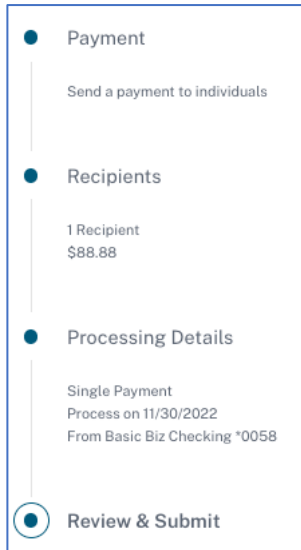 Payment
Send a payment to individuals
Recipients
1 Recipient
$88.88
Processing Details
Single Payment
Process on 11/30/2022
From Basic Biz Checking *0058
Review & Submit